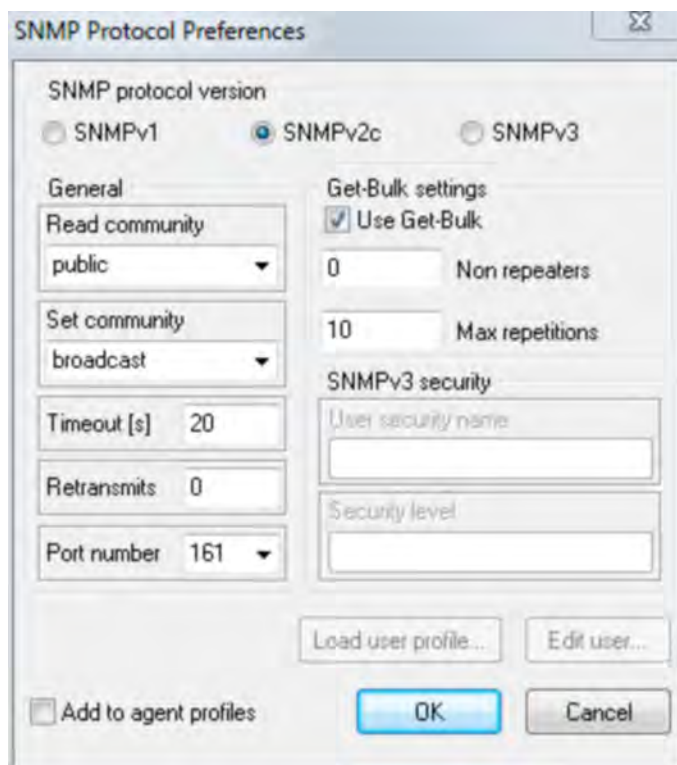 SNMP Protocol Preferences
SNMP protocol version
SNMPv1
SNMPv2c
SNMPv3
General
Read community
public
Set community
broadcast
Timeout [s] 20
Retransmits 0
Port number 161
Get-Bulk settings
Use Get-Bulk
0 Non repeaters
10 Max repetitions
SNMPv3 security
User security name
Security level
Load user profile...
Edit user...
Add to agent profiles
OK
Cancel